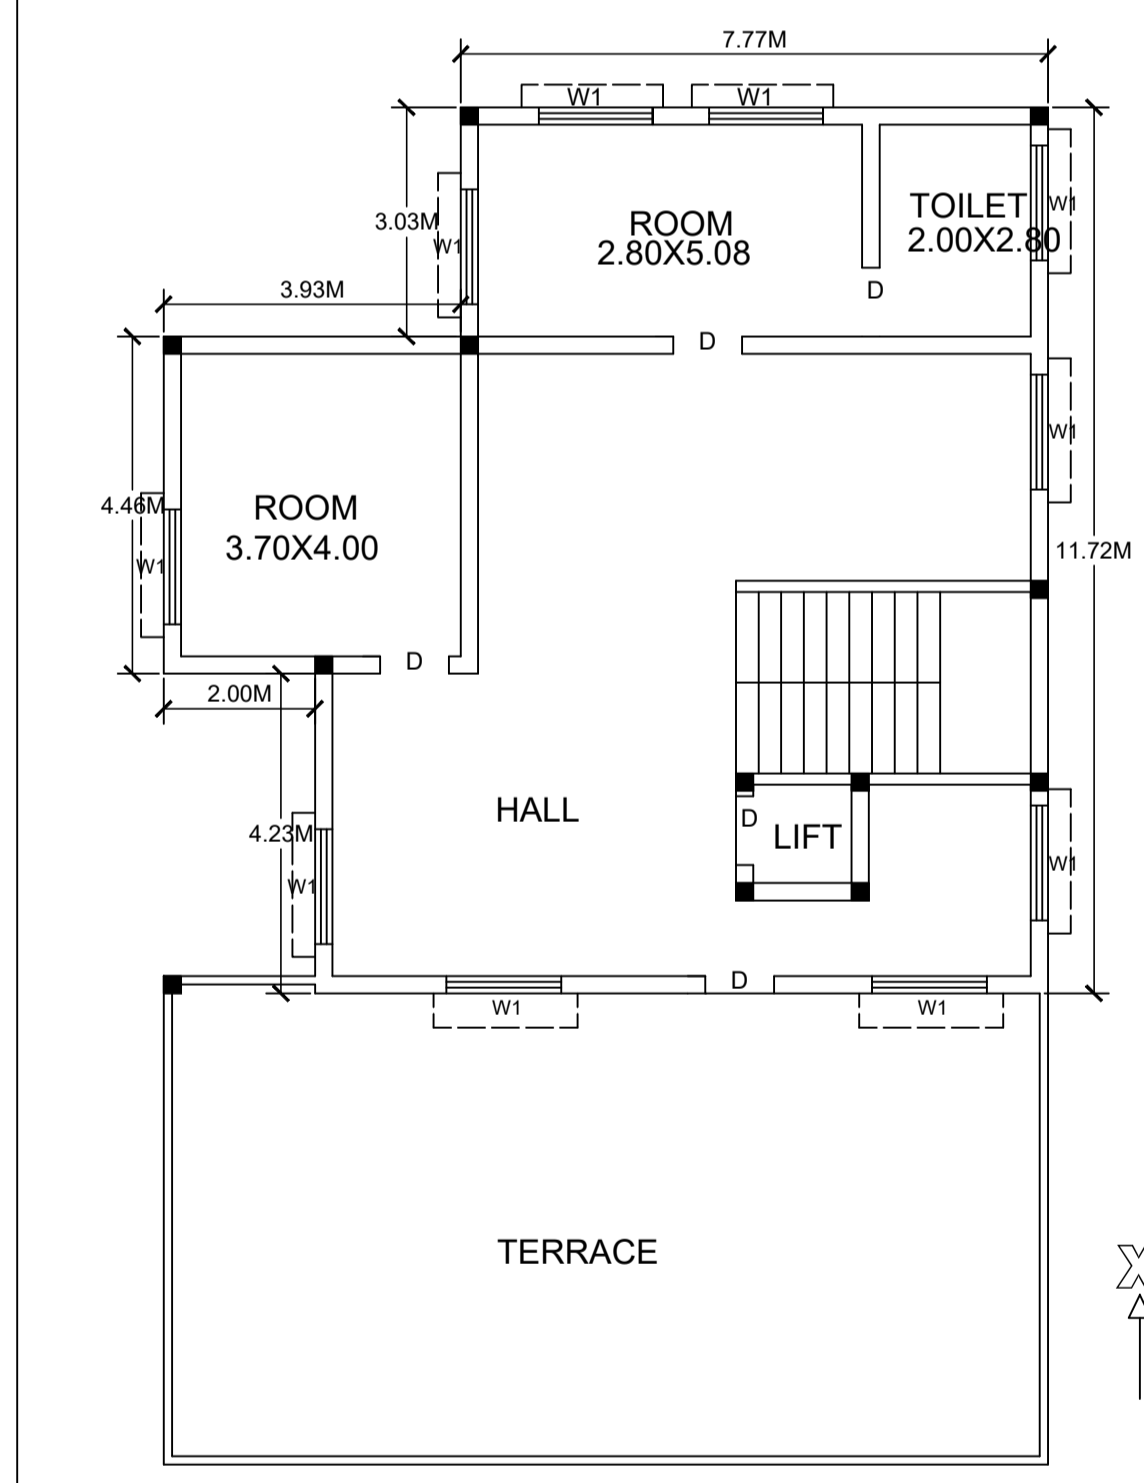 7.77M
W1
W1
3.03M
W1
ROOM
2.80X5.08
TOILET
2.00X2.80
W1
D
3.93M
D
W1
4.46M
W1
ROOM
3.70X4.00
11.72M
D
2.00M
HALL
4.23M
W1
D
LIFT
W1
D
W1
W1
TERRACE
X